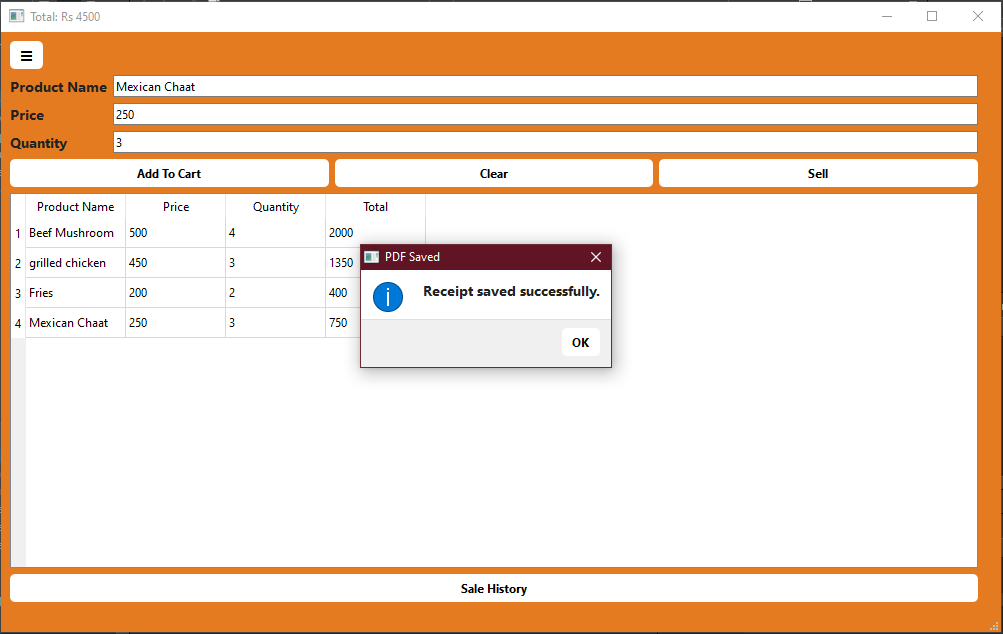 Total: Rs 4500
Product Name Mexican Chaat
Price 250
Quantity 3
Add To Cart Clear Sell
Product Name Price Quantity Total
1 Beef Mushroom 500 4 2000
2 grilled chicken 450 3 1350
3 Fries 200 2 400
4 Mexican Chaat 250 3 750
PDF Saved
Receipt saved successfully.
OK
Sale History